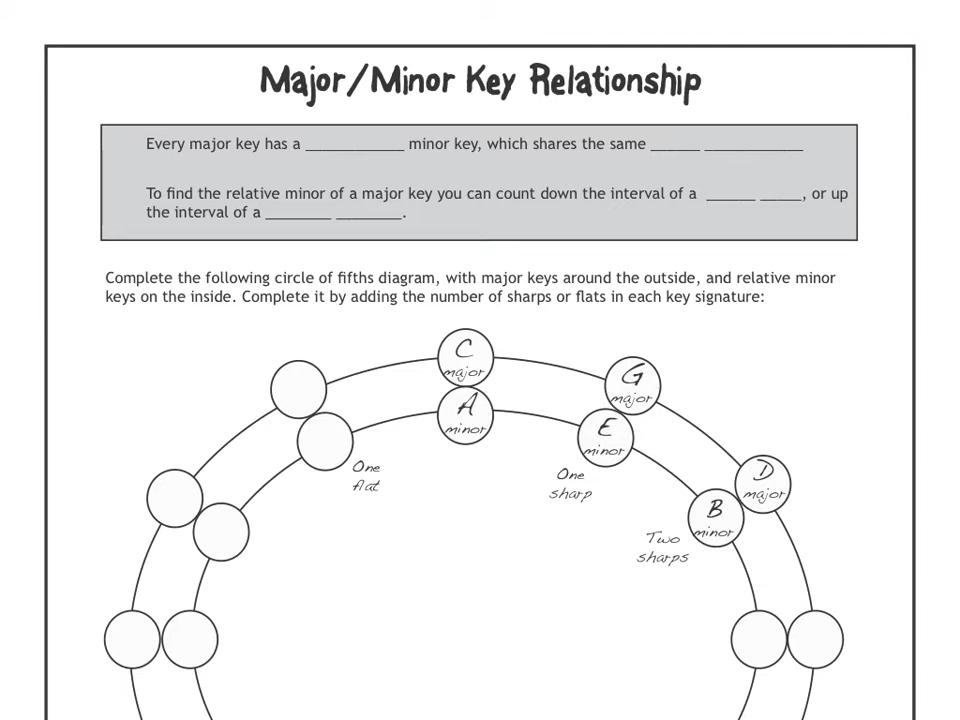 Major/Minor Key Relationship
Every major key has a ____________ minor key, which shares the same ______ ____________
To find the relative minor of a major key you can count down the interval of a ______ _____, or up
the interval of a ________ ________.
Complete the following circle of fifths diagram, with major keys around the outside, and relative minor
keys on the inside. Complete it by adding the number of sharps or flats in each key signature:
C
major
A
minor
G
major
E
minor
One
sharp
D
major
B
minor
Two
sharps
One
flat